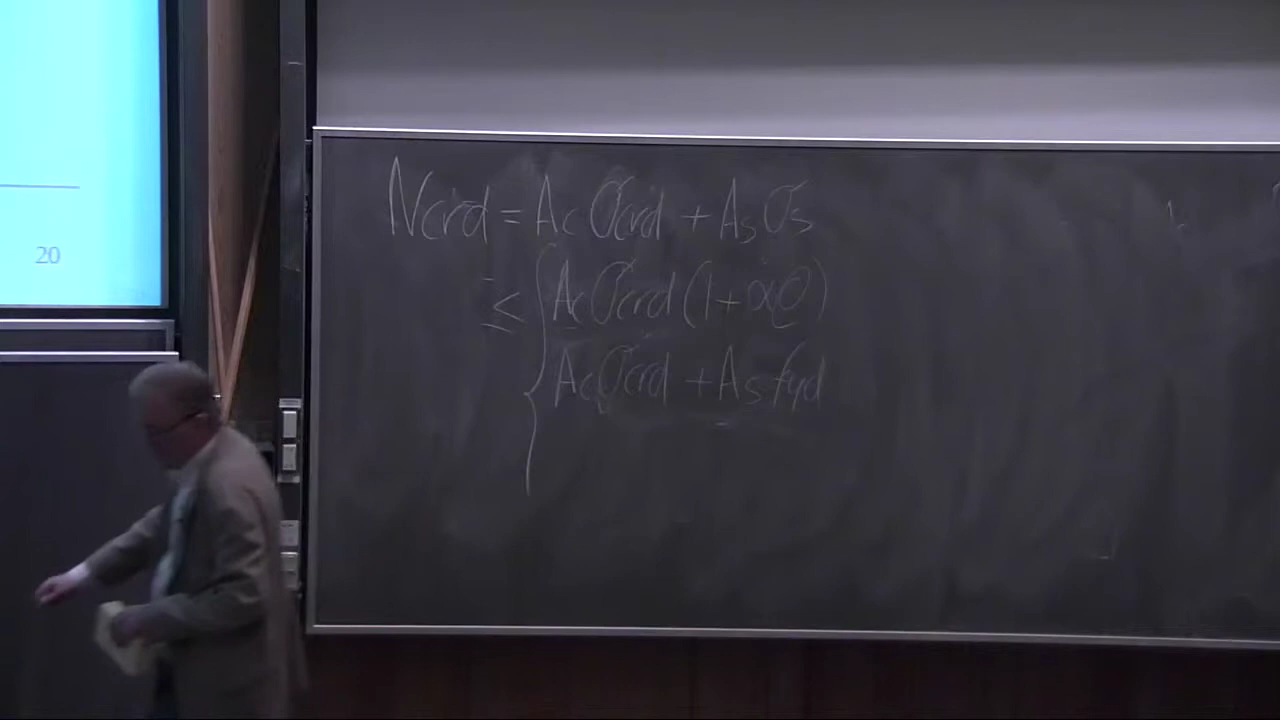 20
Ncrd = Ac σcrd + As σs
≤ { Ac σcrd (1 + α ρ)
Ac σcrd + As fyd